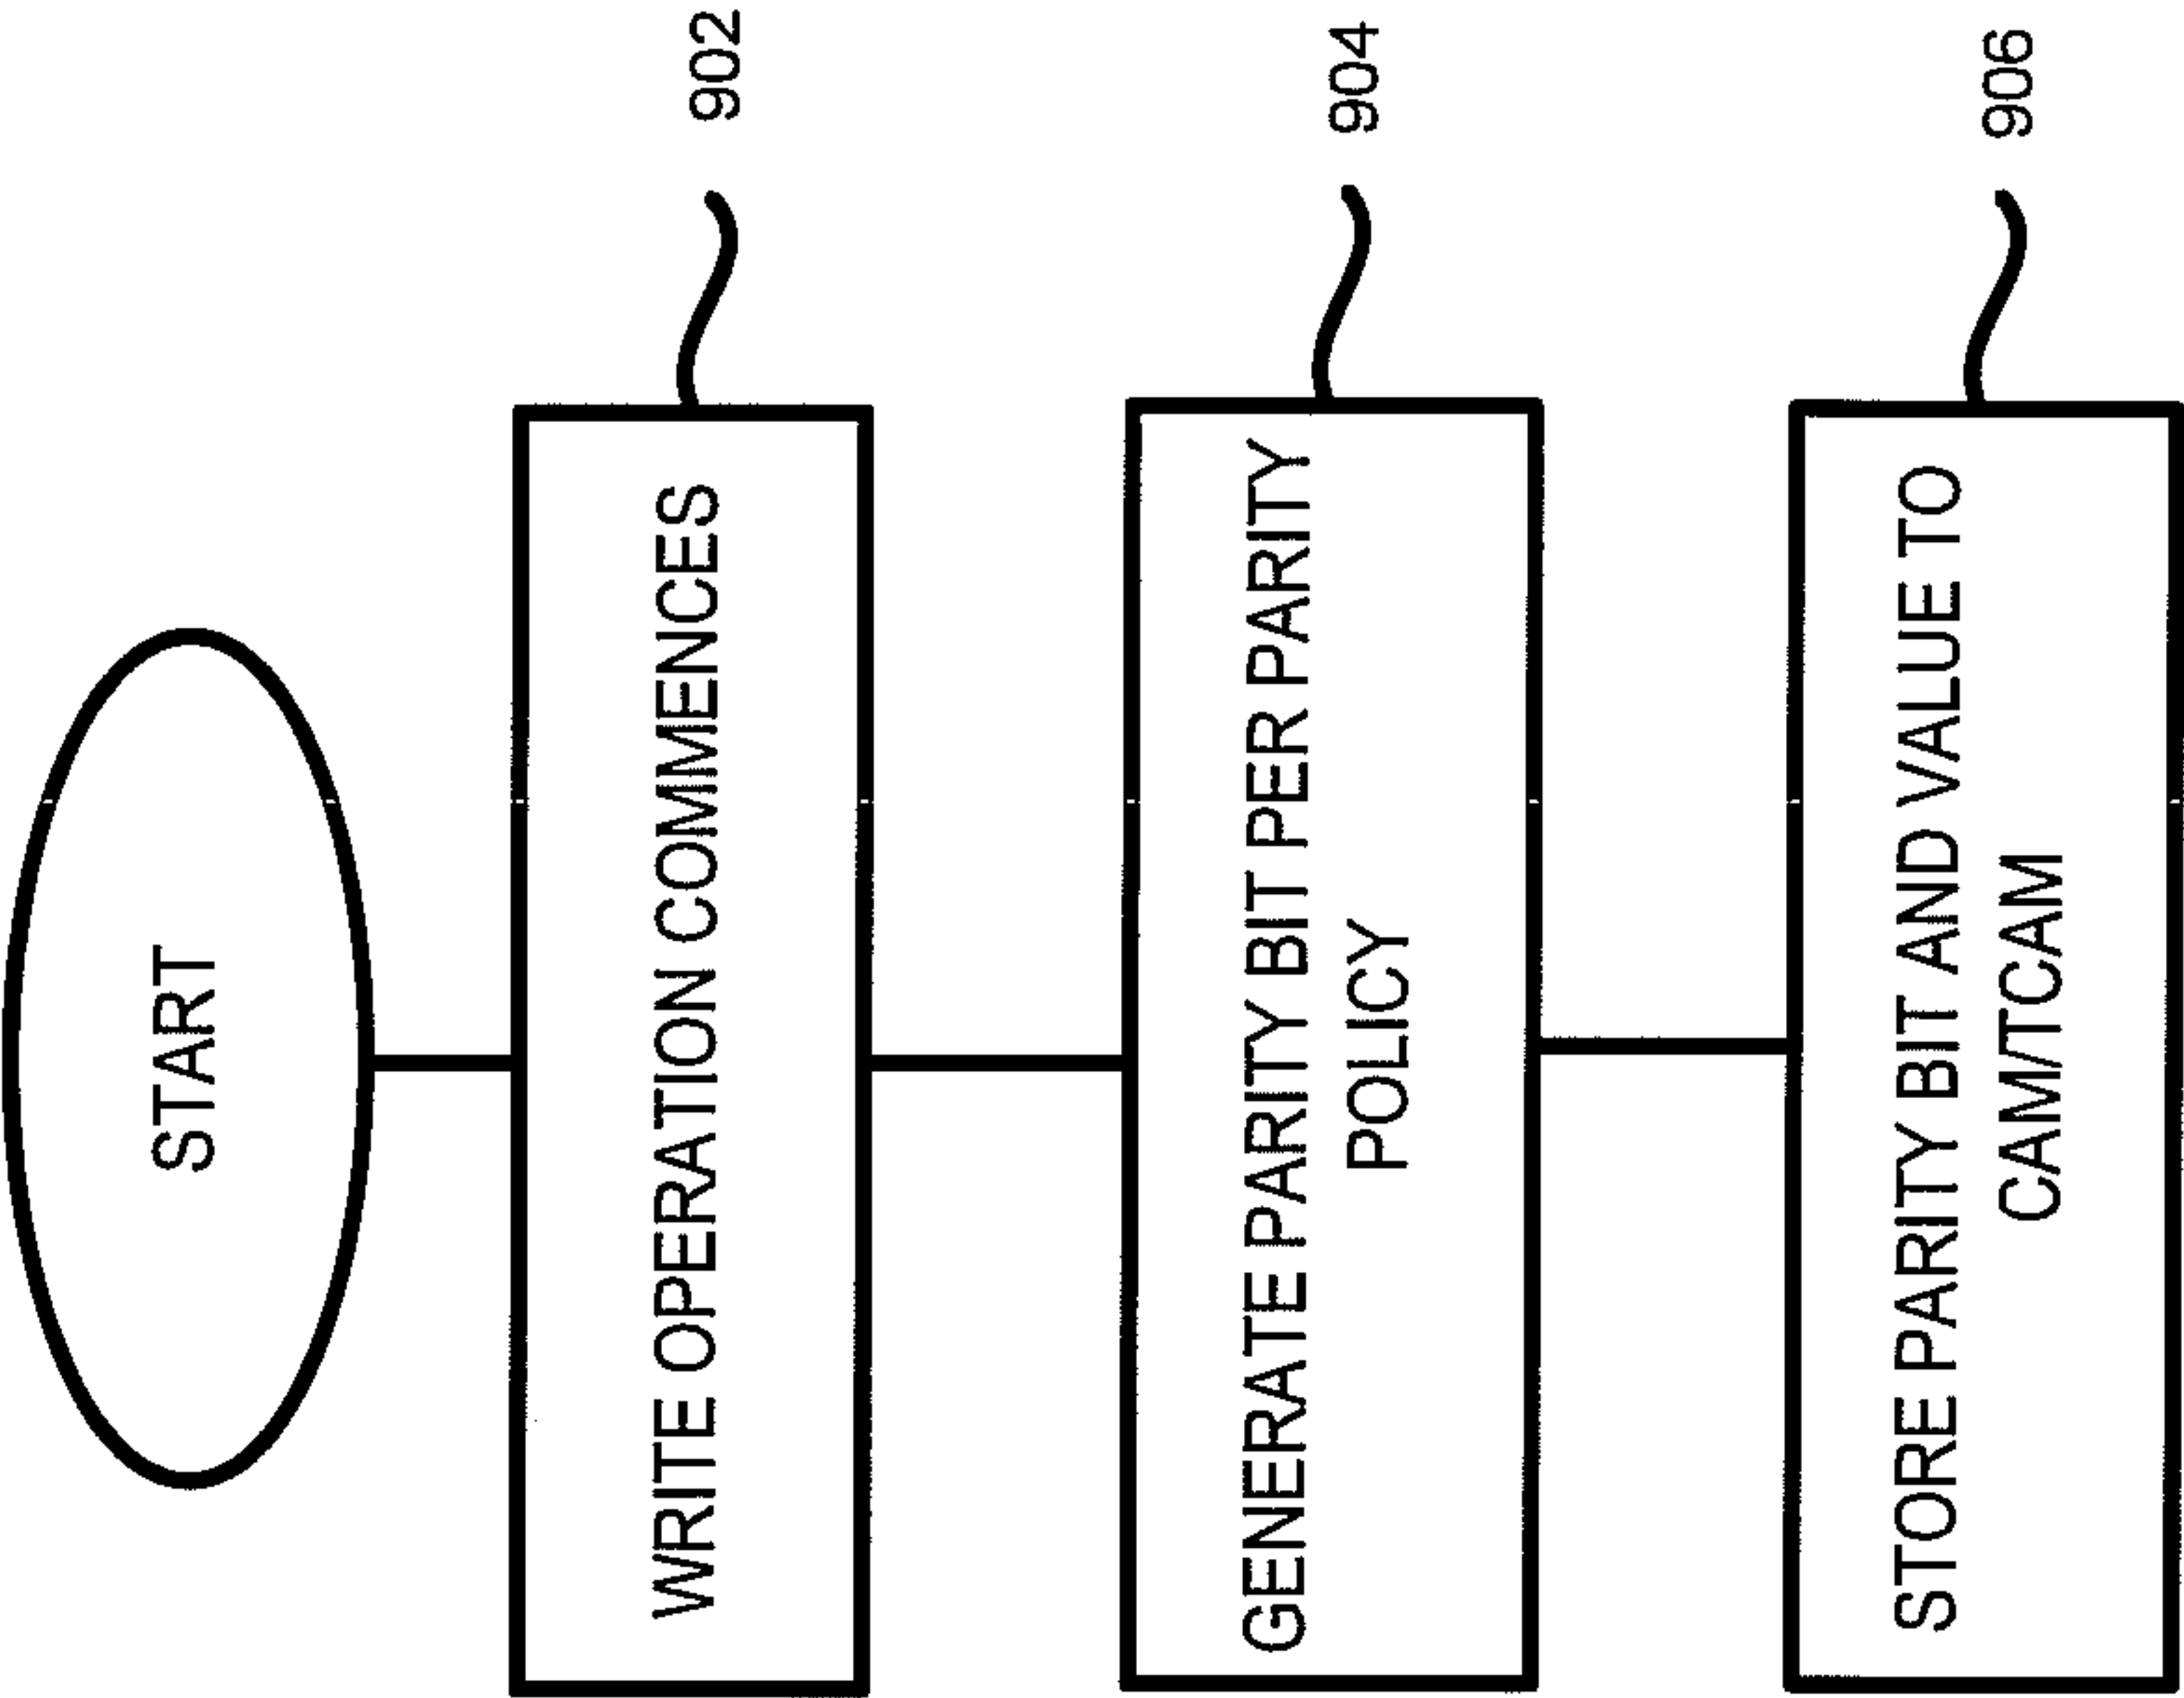 START
WRITE OPERATION COMMENCES
902
GENERATE PARITY BIT PER PARITY
POLICY
904
STORE PARITY BIT AND VALUE TO
CAM/TCAM
906